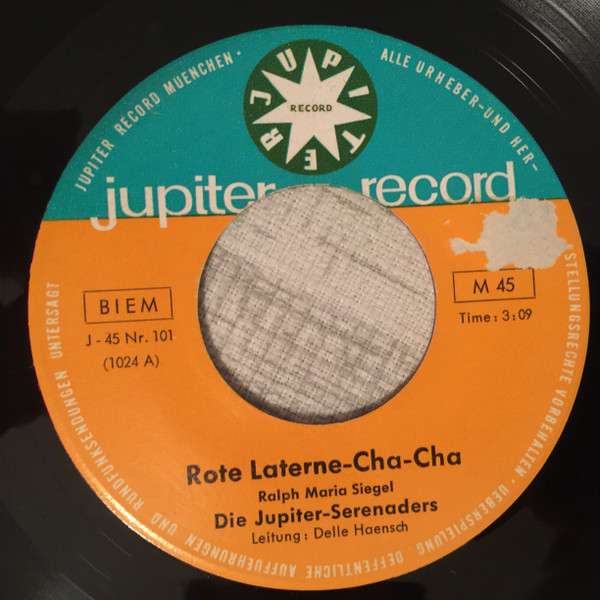 JUPITER RECORD MÜENCHEN · ALLE URHEBER-UND HER-
STELLUNGSRECHTE VORBEHALTEN · UEBERSPIELUNG OEFFENTLICHE AUFFUEHRUNGEN UND RUNDFUNKSENDUNGEN UNTERSAGT
JUPITER
RECORD
jupiter record
BIEM
J-45 Nr. 101
(1024 A)
M 45
Time: 3:09
Rote Laterne-Cha-Cha
Ralph Maria Siegel
Die Jupiter-Serenaders
Leitung: Delle Haensch